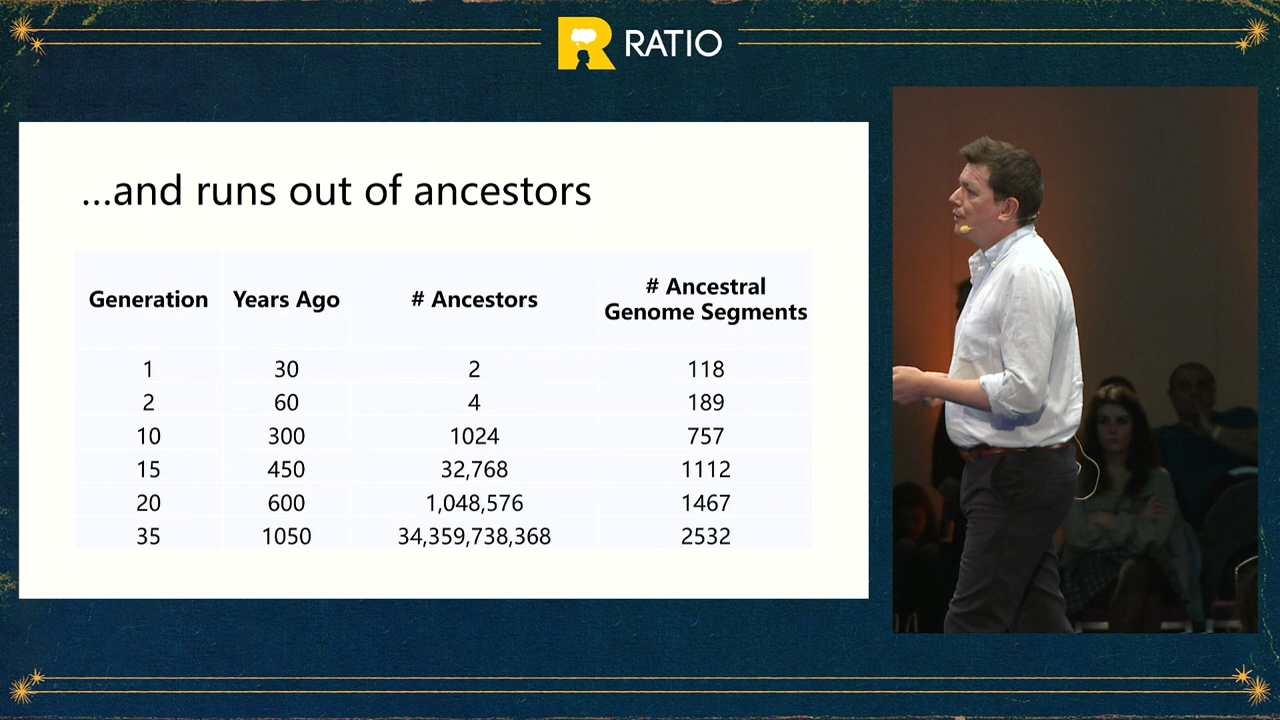 RATIO
...and runs out of ancestors
Generation Years Ago # Ancestors # Ancestral Genome Segments
1 30 2 118
2 60 4 189
10 300 1024 757
15 450 32,768 1112
20 600 1,048,576 1467
35 1050 34,359,738,368 2532